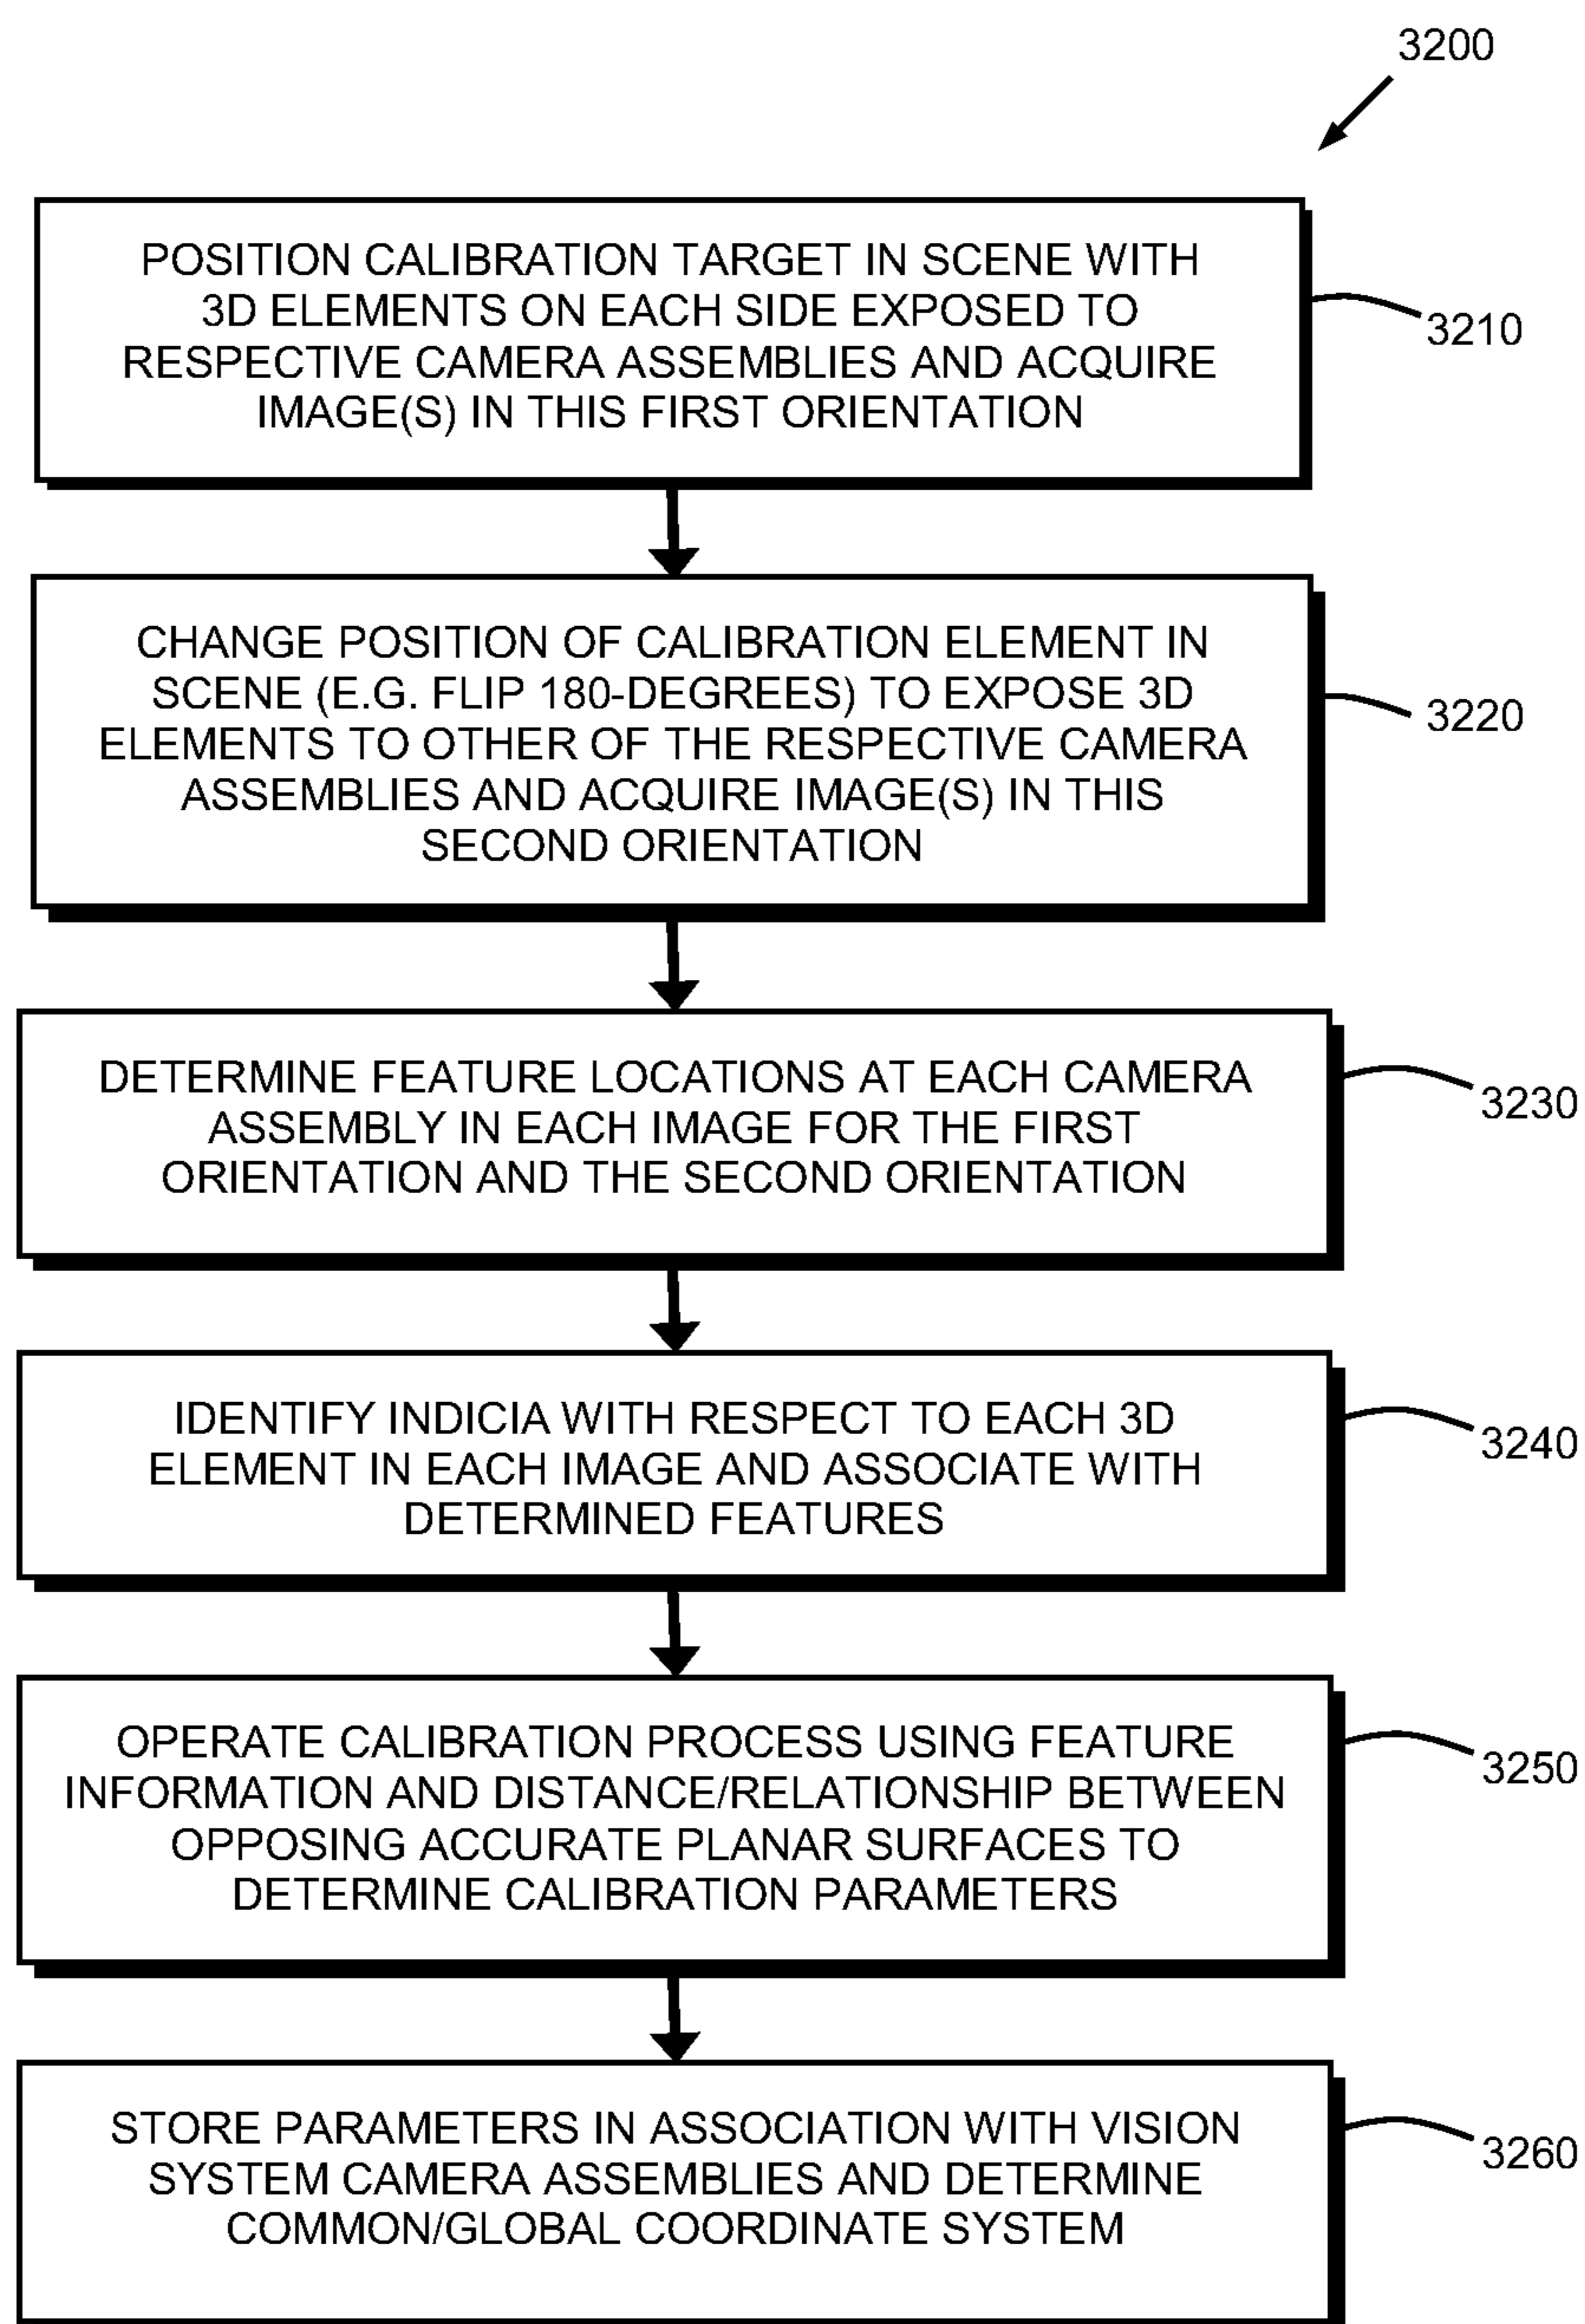 3200
POSITION CALIBRATION TARGET IN SCENE WITH
3D ELEMENTS ON EACH SIDE EXPOSED TO
RESPECTIVE CAMERA ASSEMBLIES AND ACQUIRE
IMAGE(S) IN THIS FIRST ORIENTATION
3210
CHANGE POSITION OF CALIBRATION ELEMENT IN
SCENE (E.G. FLIP 180-DEGREES) TO EXPOSE 3D
ELEMENTS TO OTHER OF THE RESPECTIVE CAMERA
ASSEMBLIES AND ACQUIRE IMAGE(S) IN THIS
SECOND ORIENTATION
3220
DETERMINE FEATURE LOCATIONS AT EACH CAMERA
ASSEMBLY IN EACH IMAGE FOR THE FIRST
ORIENTATION AND THE SECOND ORIENTATION
3230
IDENTIFY INDICIA WITH RESPECT TO EACH 3D
ELEMENT IN EACH IMAGE AND ASSOCIATE WITH
DETERMINED FEATURES
3240
OPERATE CALIBRATION PROCESS USING FEATURE
INFORMATION AND DISTANCE/RELATIONSHIP BETWEEN
OPPOSING ACCURATE PLANAR SURFACES TO
DETERMINE CALIBRATION PARAMETERS
3250
STORE PARAMETERS IN ASSOCIATION WITH VISION
SYSTEM CAMERA ASSEMBLIES AND DETERMINE
COMMON/GLOBAL COORDINATE SYSTEM
3260